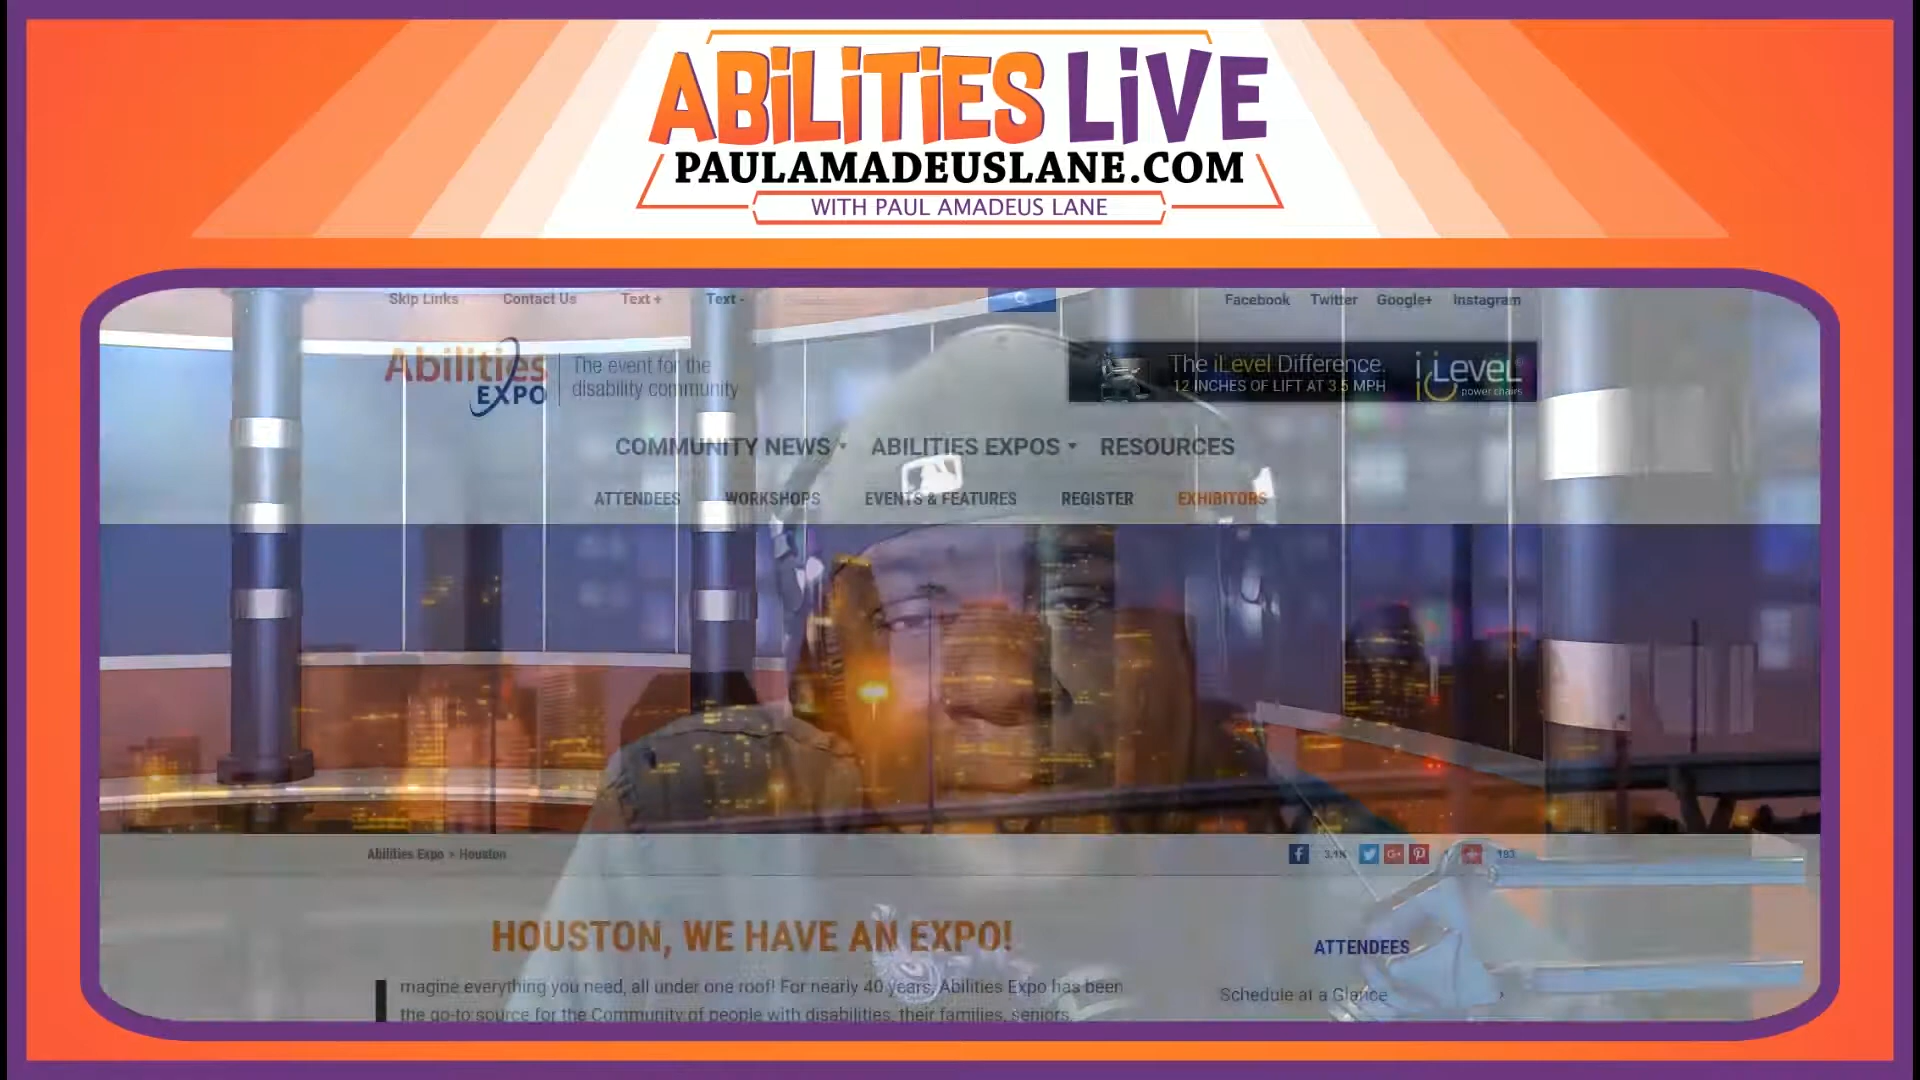 ABiLiTiES LiVE
PAULAMADEUSLANE.COM
WITH PAUL AMADEUS LANE
Skip Links Contact Us Text + Text - Facebook Twitter Google+ Instagram
Abilities EXPO
The event for the
disability community
The iLevel Difference.
12 INCHES OF LIFT AT 3.5 MPH
iLeveL
power chairs
COMMUNITY NEWS ABILITIES EXPOS RESOURCES
ATTENDEES WORKSHOPS EVENTS & FEATURES REGISTER EXHIBITORS
Abilities Expo > Houston
3.1K 193
HOUSTON, WE HAVE AN EXPO!
ATTENDEES
magine everything you need, all under one roof! For nearly 40 years, Abilities Expo has been
the go-to source for the Community of people with disabilities, their families, seniors,
Schedule at a Glance